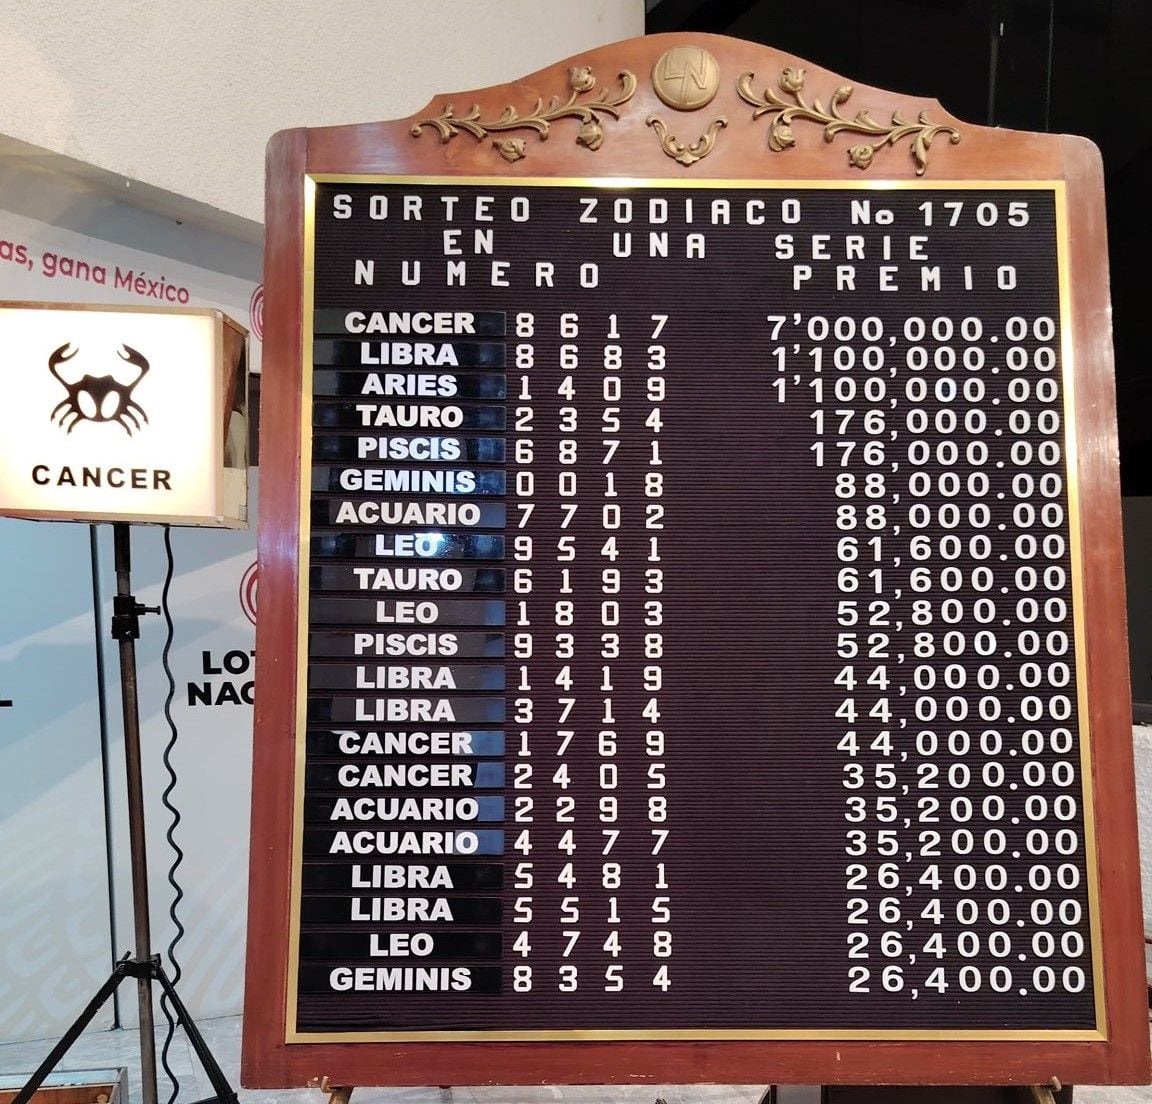 as, gana México
CANCER
LOT
NAC
L
LN
SORTEO ZODIACO No 1705
EN UNA SERIE
NUMERO PREMIO
CANCER 8617 7'000,000.00
LIBRA 8683 1'100,000.00
ARIES 1409 1'100,000.00
TAURO 2354 176,000.00
PISCIS 6871 176,000.00
GEMINIS 0018 88,000.00
ACUARIO 7702 88,000.00
LEO 9541 61,600.00
TAURO 6193 61,600.00
LEO 1803 52,800.00
PISCIS 9338 52,800.00
LIBRA 1419 44,000.00
LIBRA 3714 44,000.00
CANCER 1769 44,000.00
CANCER 2405 35,200.00
ACUARIO 2298 35,200.00
ACUARIO 4477 35,200.00
LIBRA 5481 26,400.00
LIBRA 5515 26,400.00
LEO 4748 26,400.00
GEMINIS 8354 26,400.00